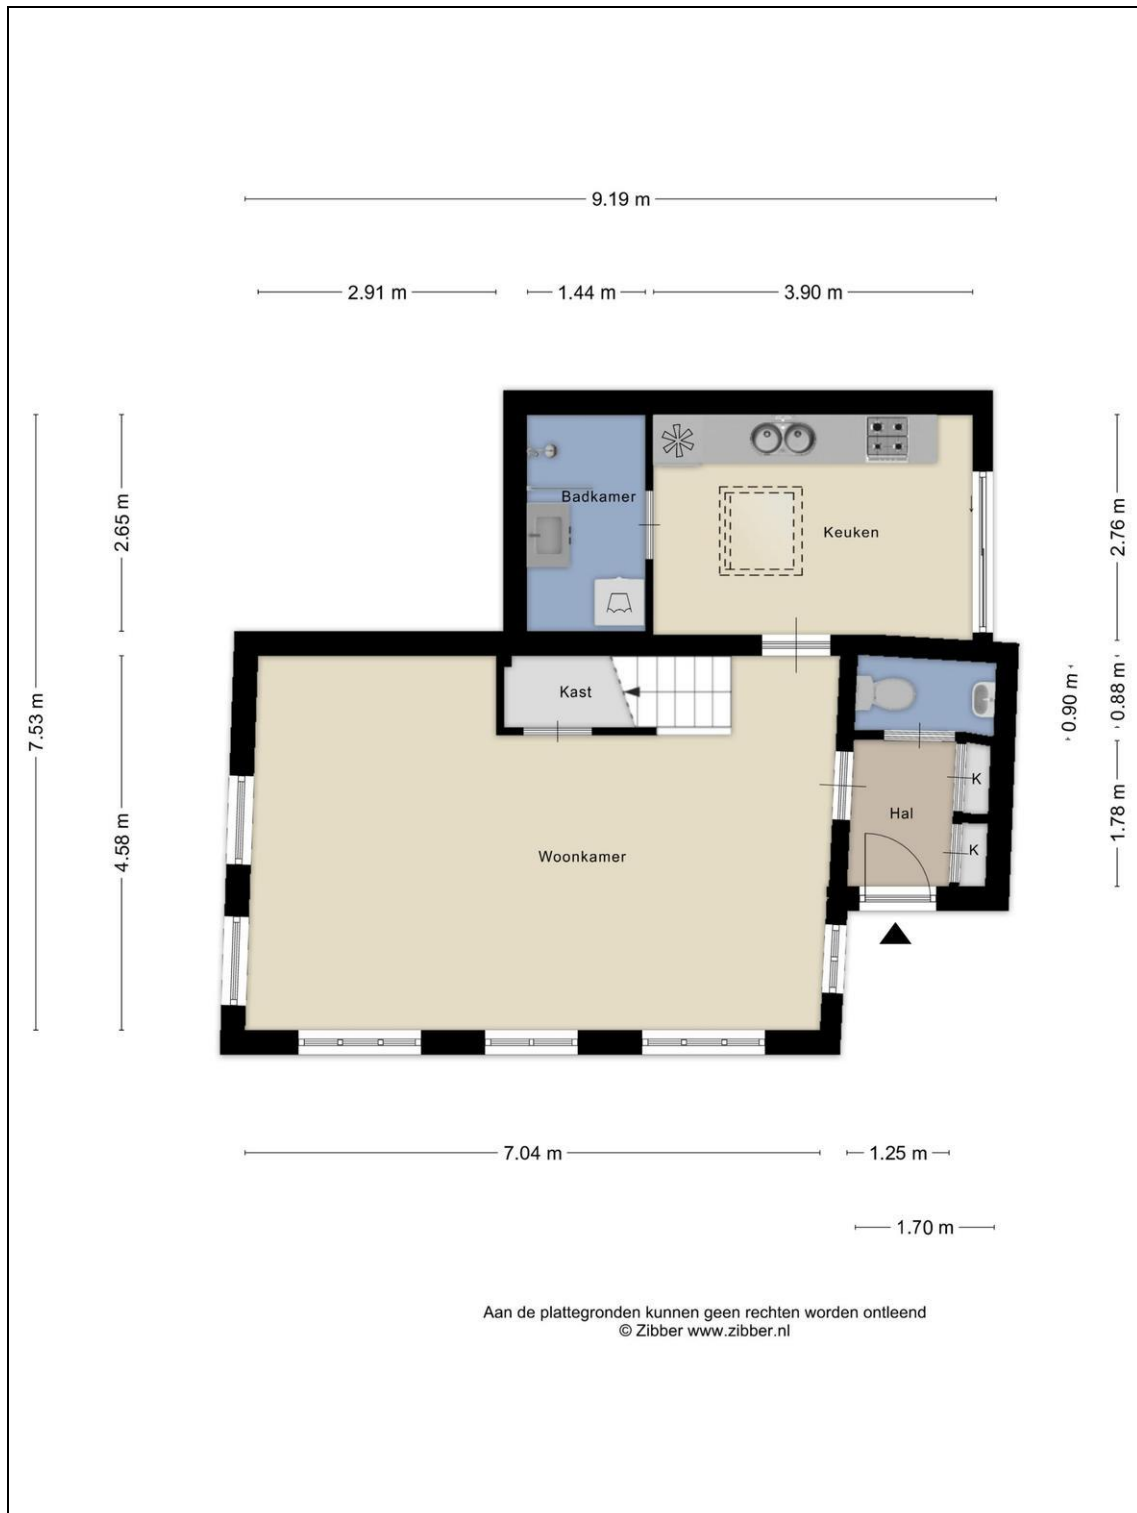 9.19 m
2.91 m
1.44 m
3.90 m
2.65 m
2.76 m
Badkamer
Keuken
7.53 m
Kast
0.90 m
0.88 m
K
Hal
1.78 m
4.58 m
K
Woonkamer
7.04 m
1.25 m
1.70 m
Aan de plattegronden kunnen geen rechten worden ontleend
© Zibber www.zibber.nl